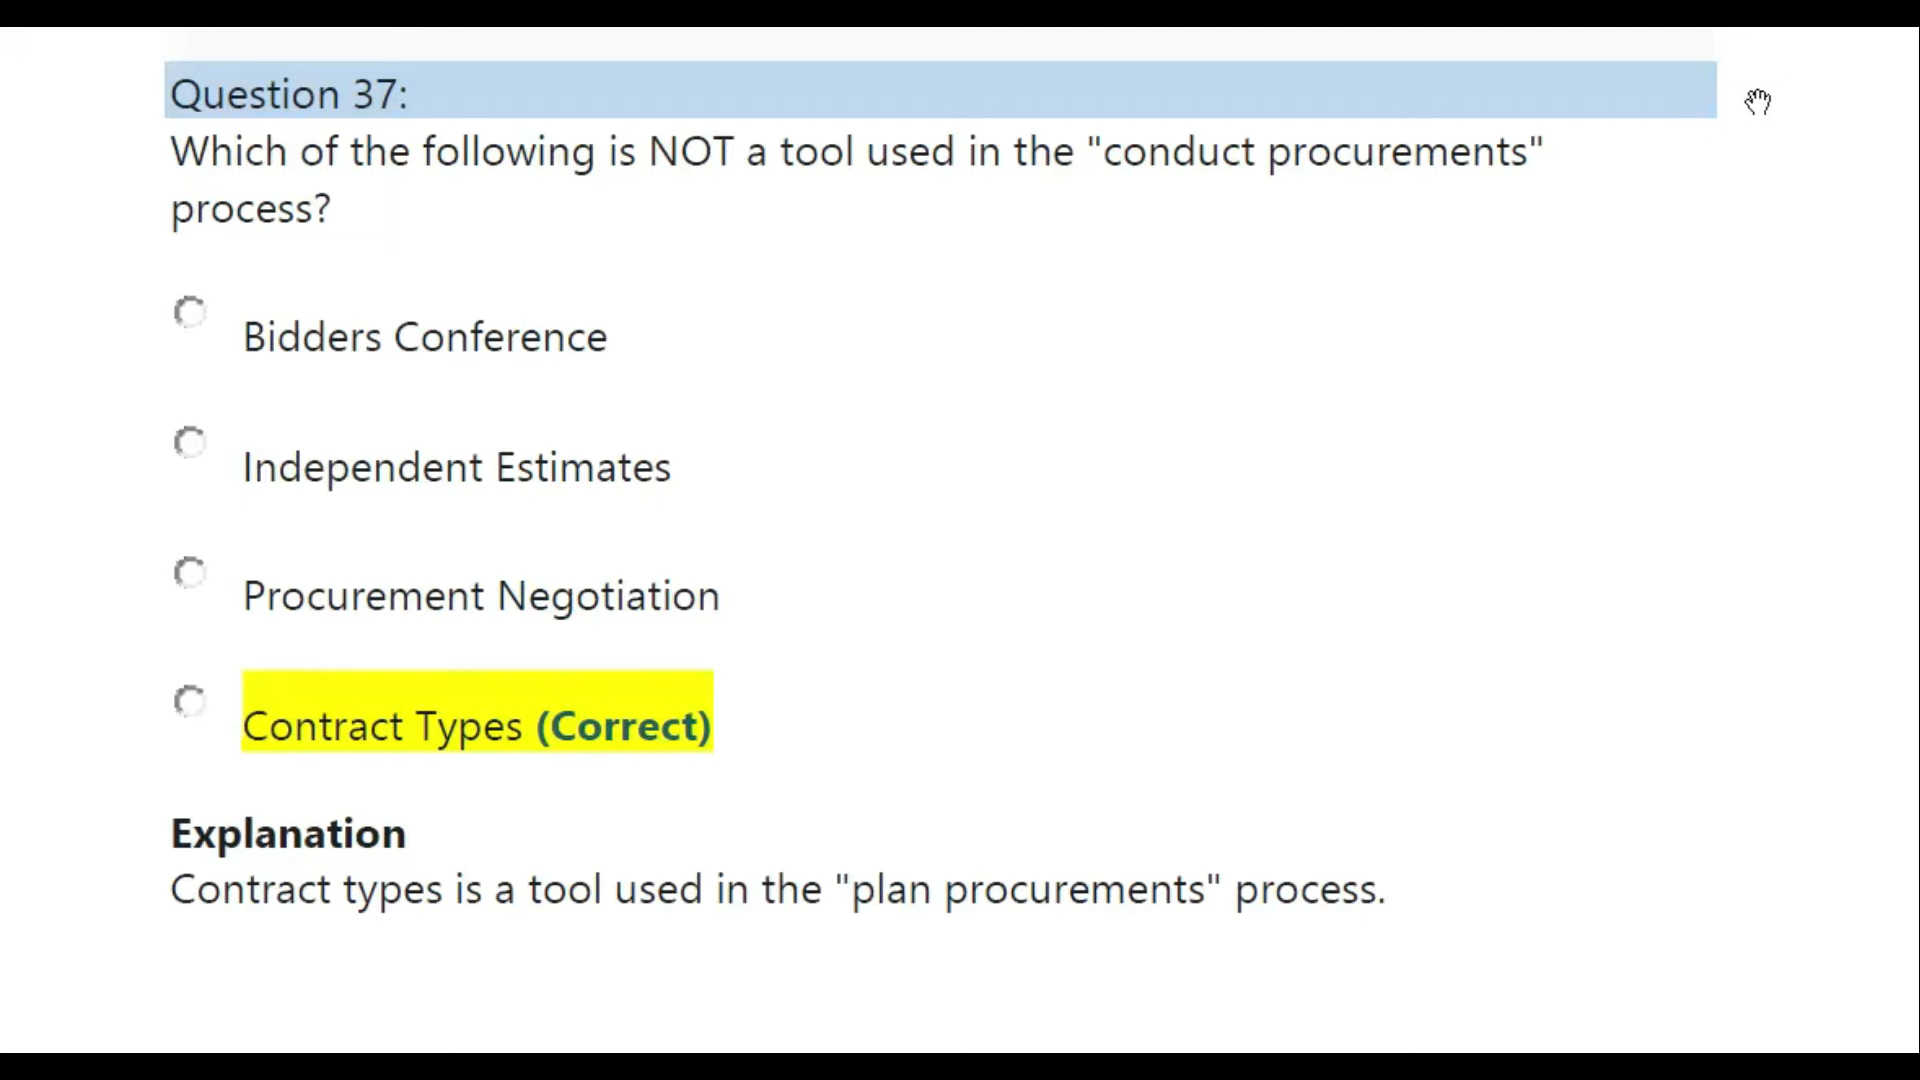 Question 37:
Which of the following is NOT a tool used in the "conduct procurements"
process?
Bidders Conference
Independent Estimates
Procurement Negotiation
Contract Types (Correct)
Explanation
Contract types is a tool used in the "plan procurements" process.